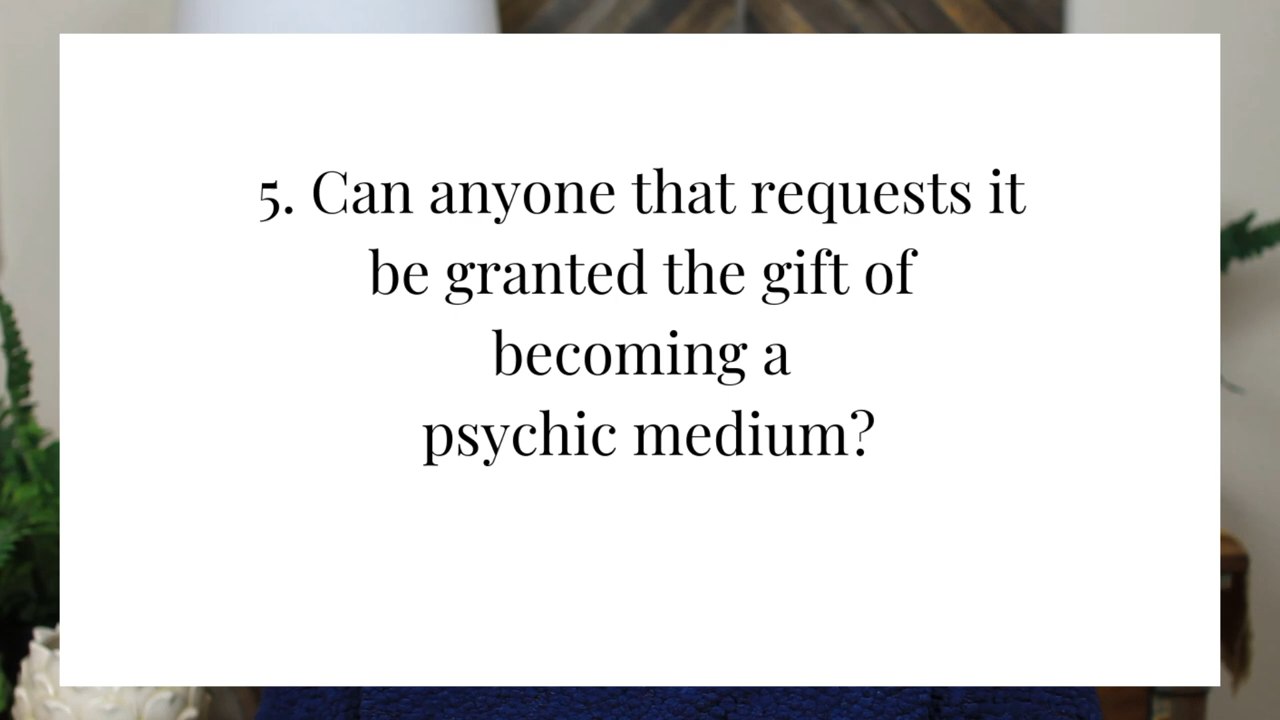 5. Can anyone that requests it
be granted the gift of
becoming a
psychic medium?